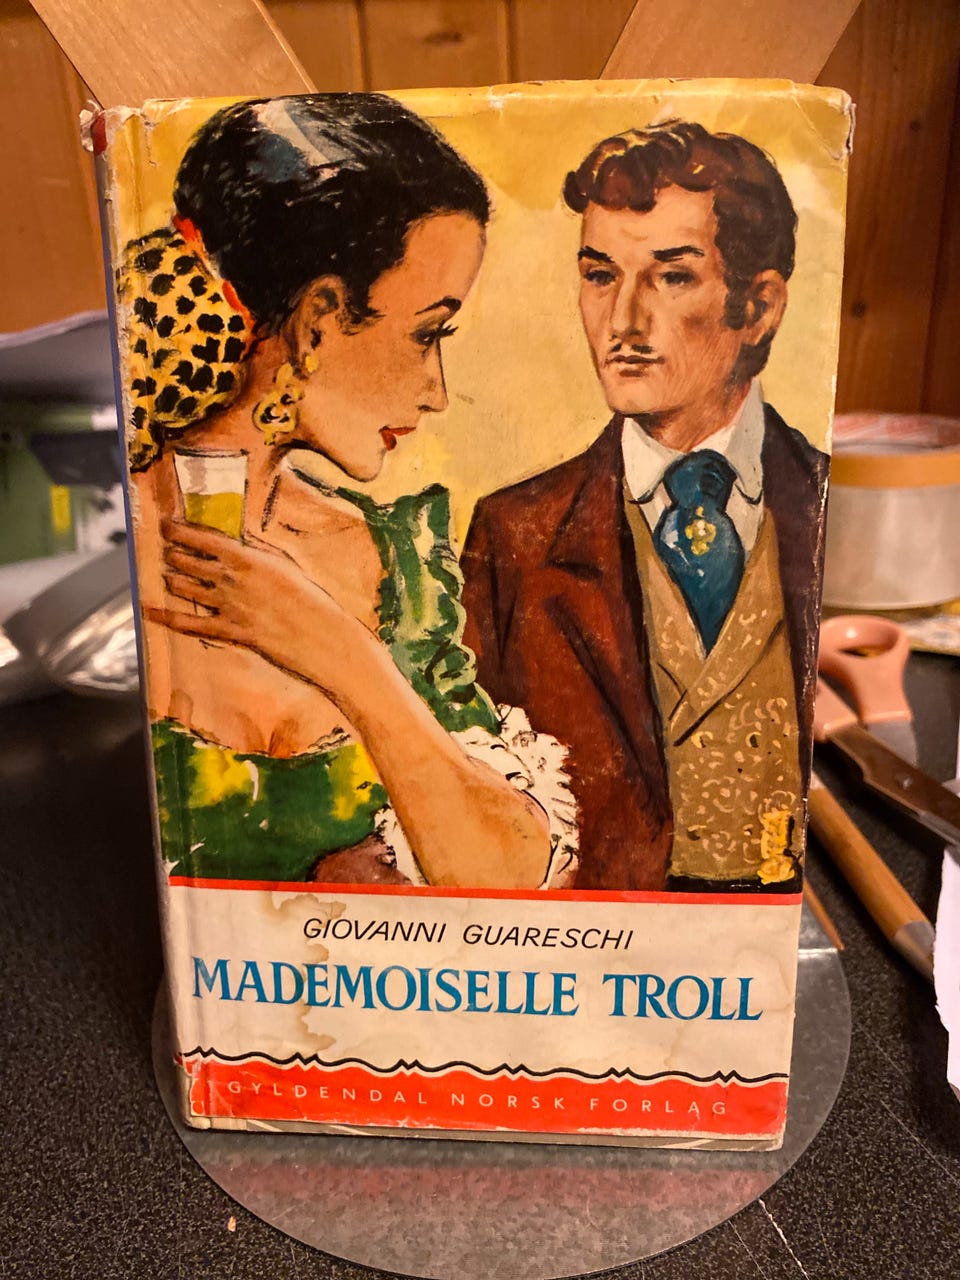 GIOVANNI GUARESCHI
MADEMOISELLE TROLL
GYLDENDAL NORSK FORLAG